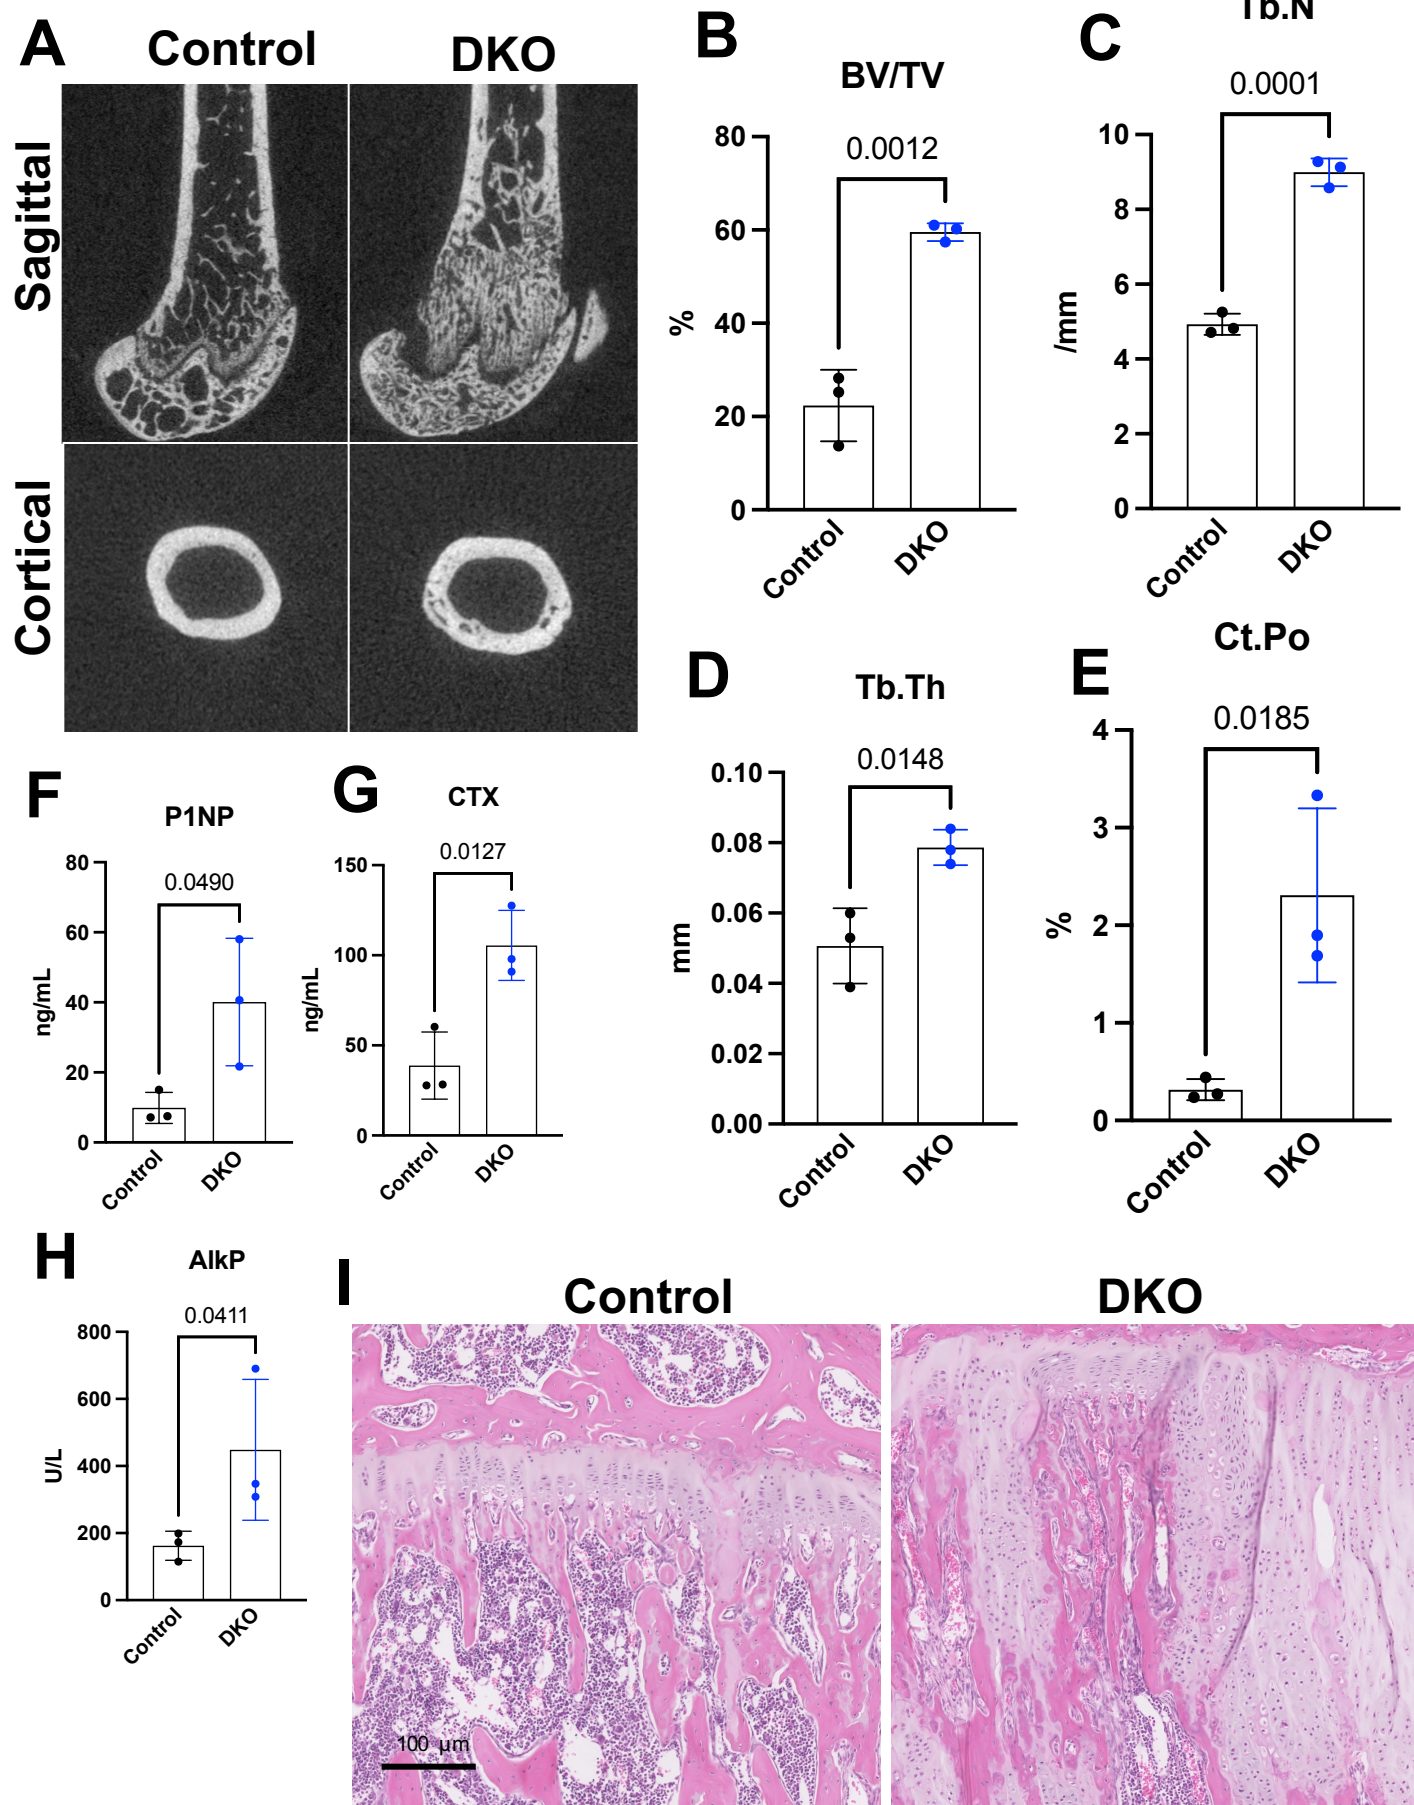 A
Control
DKO
Sagittal
Cortical
B
BV/TV
0.0012
%
80
60
40
20
0
Control
DKO
C
Tb.N
0.0001
/mm
10
8
6
4
2
0
Control
DKO
D
Tb.Th
0.0148
mm
0.10
0.08
0.06
0.04
0.02
0.00
Control
DKO
E
Ct.Po
0.0185
%
4
3
2
1
0
Control
DKO
F
P1NP
0.0490
ng/mL
80
60
40
20
0
Control
DKO
G
CTX
0.0127
ng/mL
150
100
50
0
Control
DKO
H
AlkP
0.0411
U/L
800
600
400
200
0
Control
DKO
I
Control
DKO
100 µm